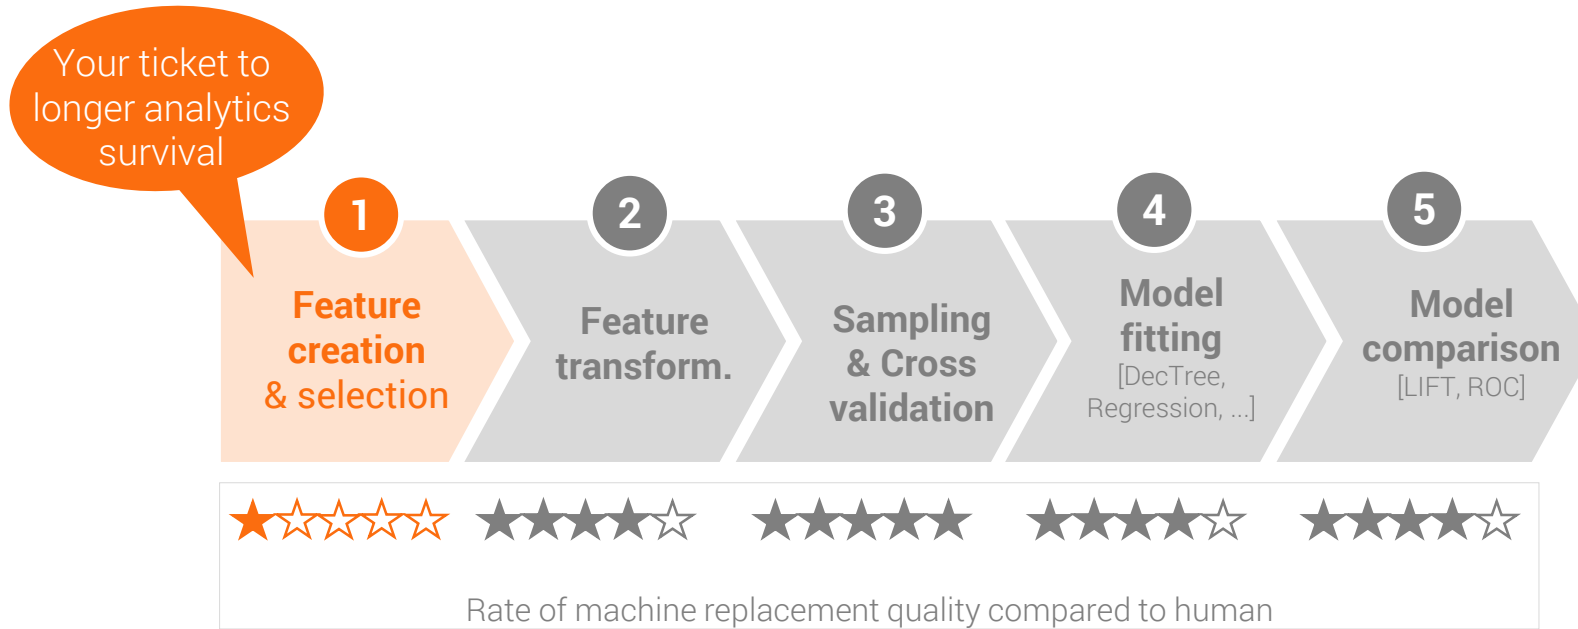 Your ticket to
longer analytics
survival
1
Feature
creation
& selection
2
Feature
transform.
3
Sampling
& Cross
validation
4
Model
fitting
[DecTree,
Regression, ...]
5
Model
comparison
[LIFT, ROC]
Rate of machine replacement quality compared to human